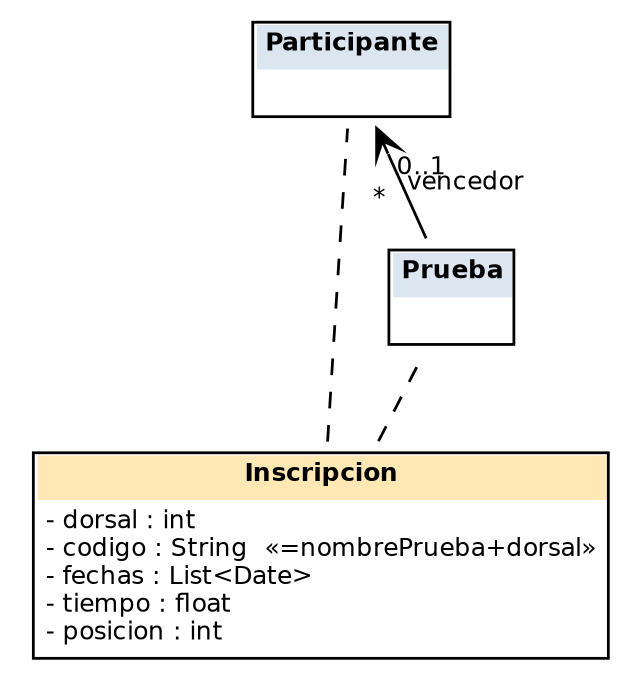 Participante
0..1
vencedor
*
Prueba
Inscripcion
- dorsal : int
- codigo : String  «=nombrePrueba+dorsal»
- fechas : List<Date>
- tiempo : float
- posicion : int